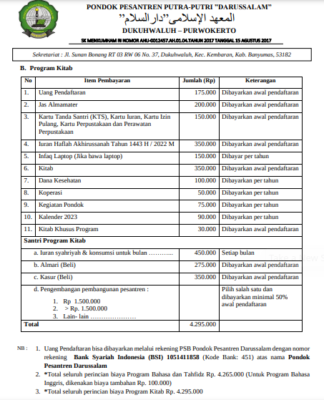 PONDOK PESANTREN PUTRA-PUTRI "DARUSSALAM"
"المعهد الإسلامي "دار السلام
DUKUHWALUH – PURWOKERTO
SK MENKUMHAM RI NOMOR AHU-0012457.AH.01.04.TAHUN 2017 TANGGAL 15 AGUSTUS 2017
Sekretariat : Jl. Sunan Bonang RT 03 RW 06 No. 37, Dukuhwaluh, Kec. Kembaran, Kab. Banyumas, 53182
B. Program Kitab
No Item Pembayaran Jumlah (Rp) Keterangan
1. Uang Pendaftaran 175.000 Dibayarkan awal pendaftaran
2. Jas Almamater 200.000 Dibayarkan awal pendaftaran
3. Kartu Tanda Santri (KTS), Kartu Iuran, Kartu Izin Pulang, Kartu Perpustakaan dan Perawatan Perpustakaan 150.000 Dibayarkan awal pendaftaran
4. Iuran Haflah Akhirussanah Tahun 1443 H / 2022 M 350.000 Dibayarkan awal pendaftaran
5. Infaq Laptop (Jika bawa laptop) 150.000 Dibayar per tahun
6. Kitab 350.000 Dibayarkan awal pendaftaran
7. Dana Kesehatan 100.000 Dibayarkan per tahun
8. Koperasi 50.000 Dibayarkan per tahun
9. Kegiatan Pondok 75.000 Dibayarkan per tahun
10. Kalender 2023 90.000 Dibayarkan per tahun
11. Kitab Khusus Program 30.000 Dibayarkan awal pendaftaran
Santri Program Kitab
a. Iuran syahriyah & konsumsi untuk bulan ............ 450.000 Setiap bulan
b. Almari (Beli) 275.000 Dibayarkan awal pendaftaran
c. Kasur (Beli) 350.000 Dibayarkan awal pendaftaran
d. Pengembangan pembangunan pesantren : Pilih salah satu dan dibayarkan minimal 50% awal pendaftaran
1. Rp 1.500.000
2. > Rp. 1.500.000
3. Lain- lain .....................
Total 4.295.000
NB : 1. Uang Pendaftaran bisa dibayarkan melalui rekening PSB Pondok Pesantren Darussalam dengan nomor
rekening Bank Syariah Indonesia (BSI) 1051411858 (Kode Bank: 451) atas nama Pondok
Pesantren Darussalam
2. *Total seluruh perincian biaya Program Bahasa dan Tahfidz Rp. 4.265.000 (Untuk Program Bahasa
Inggris, dikenakan biaya tambahan Rp. 100.000)
3. *Total seluruh perincian biaya Program Kitab Rp. 4.295.000